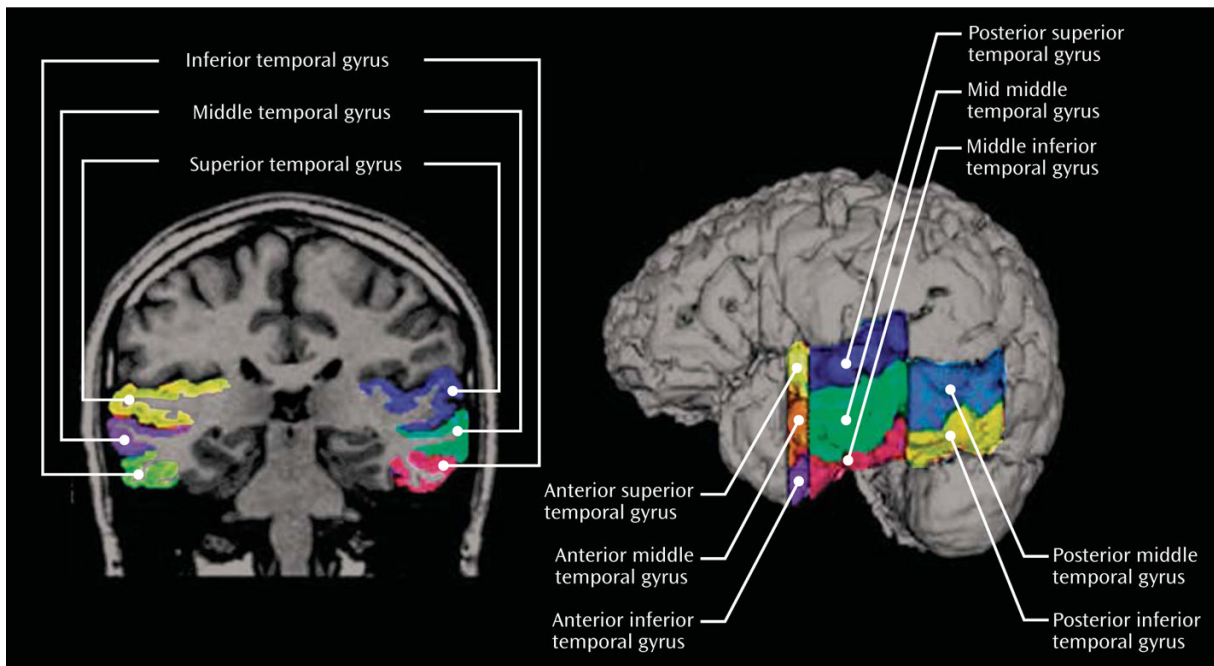 Inferior temporal gyrus
Middle temporal gyrus
Superior temporal gyrus
Posterior superior
temporal gyrus
Mid middle
temporal gyrus
Middle inferior
temporal gyrus
Anterior superior
temporal gyrus
Anterior middle
temporal gyrus
Anterior inferior
temporal gyrus
Posterior middle
temporal gyrus
Posterior inferior
temporal gyrus